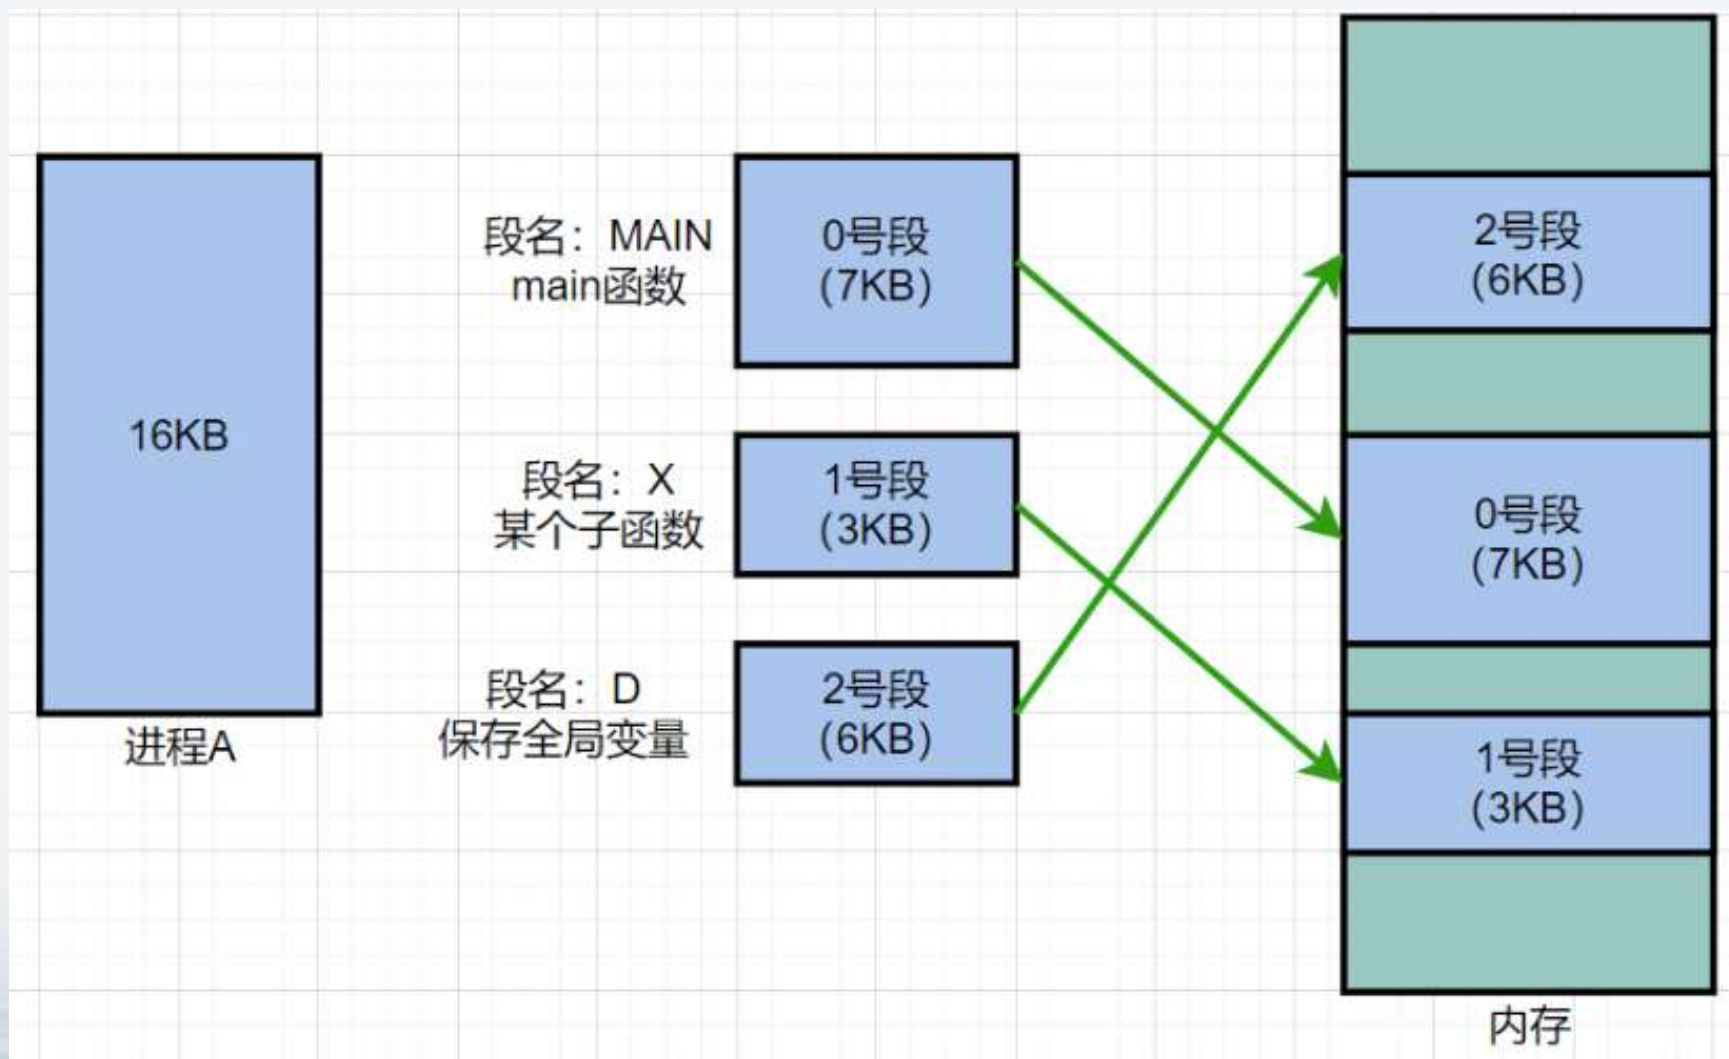 16KB
进程A
段名：MAIN
main函数
0号段
(7KB)
段名：X
某个子函数
1号段
(3KB)
段名：D
保存全局变量
2号段
(6KB)
2号段
(6KB)
0号段
(7KB)
1号段
(3KB)
内存